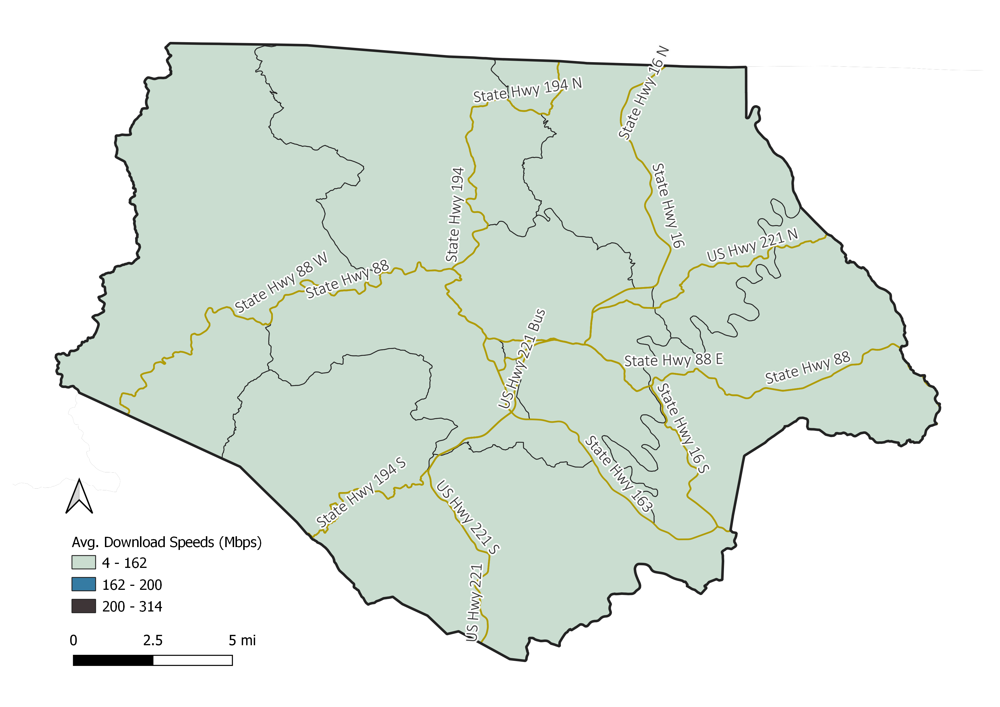 State Hwy 16 N
State Hwy 194 N
State Hwy 194
State Hwy 16
US Hwy 221 N
State Hwy 88 W
State Hwy 88
US Hwy 221 Bus
State Hwy 88 E
State Hwy 88
State Hwy 16 S
State Hwy 163
State Hwy 194 S
US Hwy 221 S
US Hwy 221
Avg. Download Speeds (Mbps)
4 - 162
162 - 200
200 - 314
0 2.5 5 mi